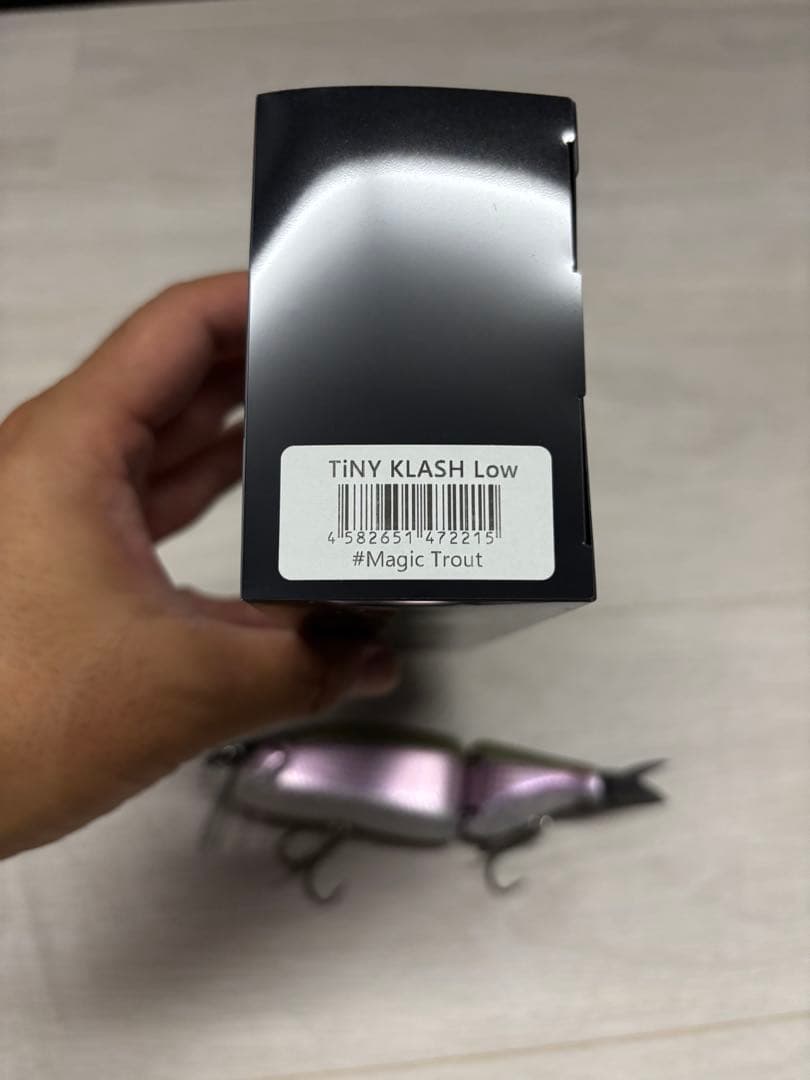 TiNY KLASH Low
4 582651 472215
#Magic Trout